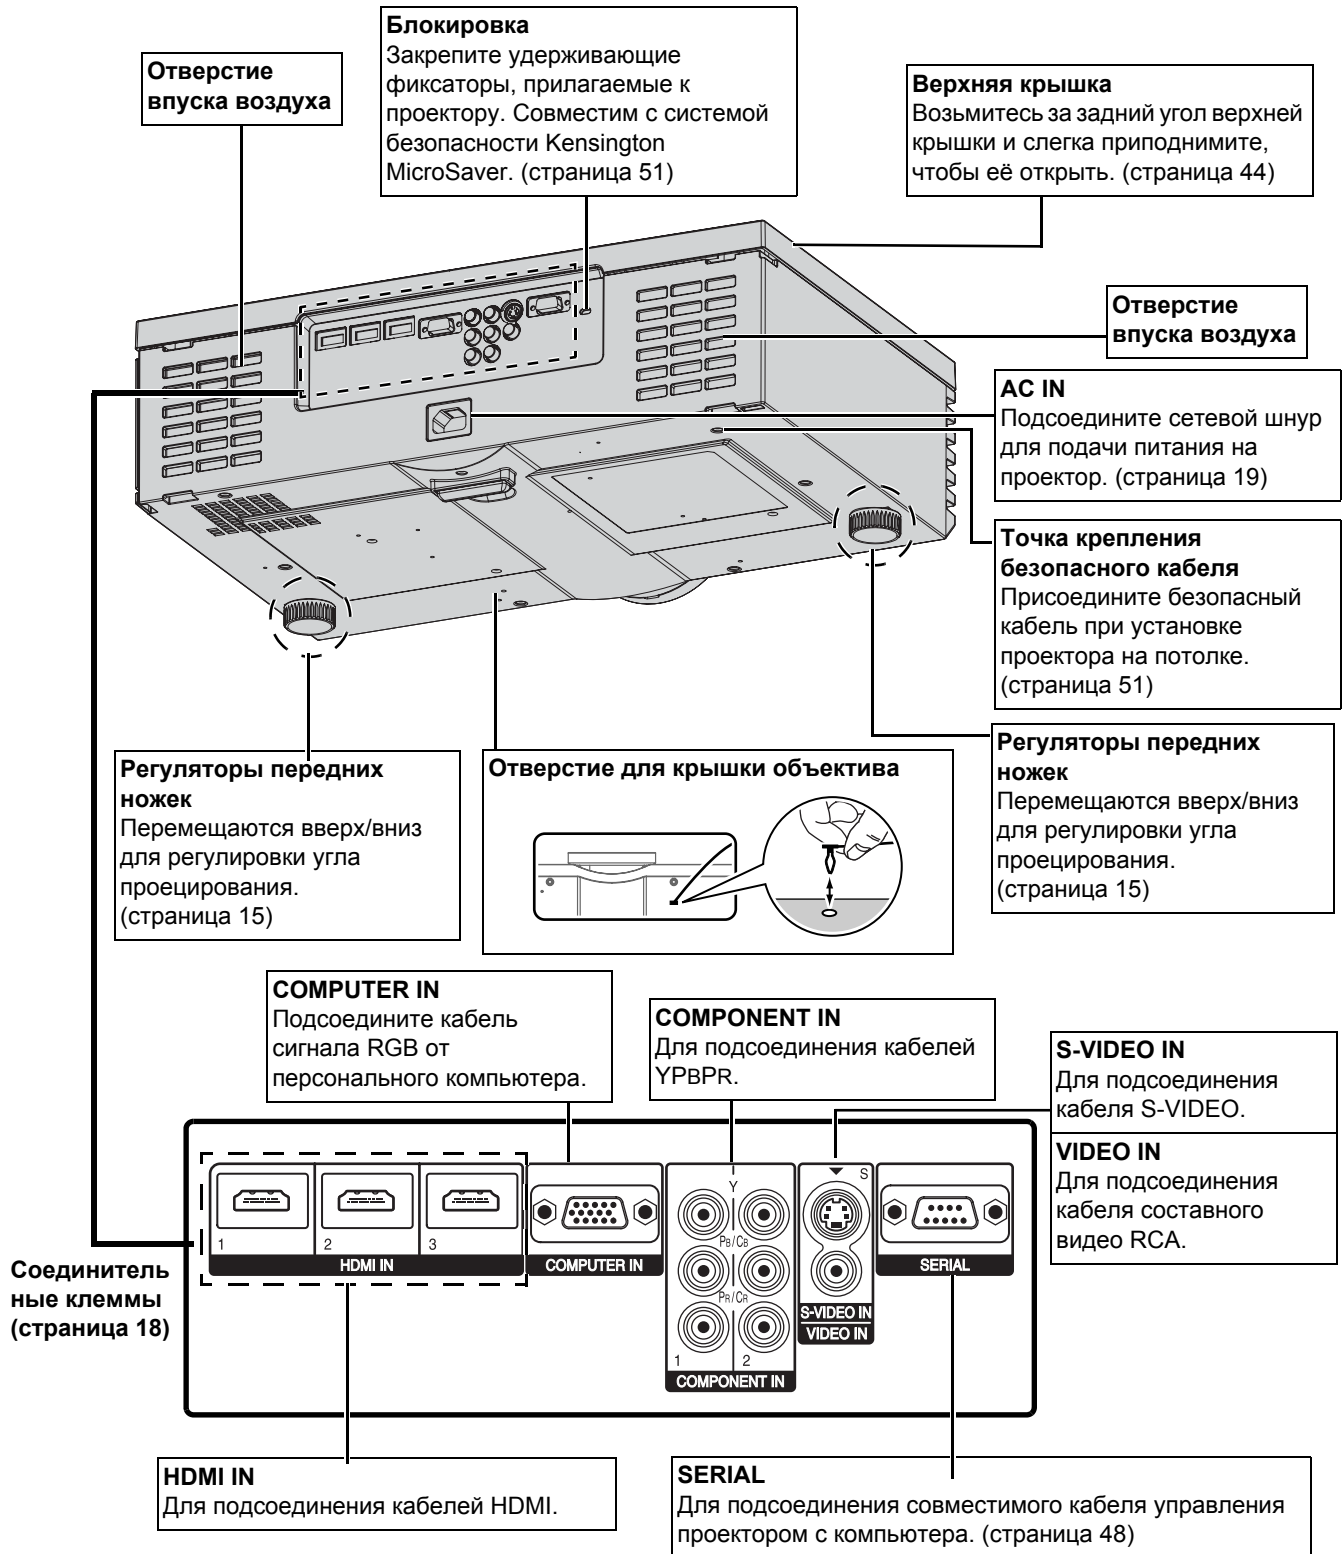 Блокировка
Закрепите удерживающие
фиксаторы, прилагаемые к
проектору. Совместим с системой
безопасности Kensington
MicroSaver. (страница 51)
Отверстие
впуска воздуха
Верхняя крышка
Возьмитесь за задний угол верхней
крышки и слегка приподнимите,
чтобы её открыть. (страница 44)
Отверстие
впуска воздуха
AC IN
Подсоедините сетевой шнур
для подачи питания на
проектор. (страница 19)
Точка крепления
безопасного кабеля
Присоедините безопасный
кабель при установке
проектора на потолке.
(страница 51)
Регуляторы передних
ножек
Перемещаются вверх/вниз
для регулировки угла
проецирования.
(страница 15)
Отверстие для крышки объектива
Регуляторы передних
ножек
Перемещаются вверх/вниз
для регулировки угла
проецирования.
(страница 15)
COMPUTER IN
Подсоедините кабель
сигнала RGB от
персонального компьютера.
COMPONENT IN
Для подсоединения кабелей
YPBPR.
S-VIDEO IN
Для подсоединения
кабеля S-VIDEO.
VIDEO IN
Для подсоединения
кабеля составного
видео RCA.
Соединитель
ные клеммы
(страница 18)
1 2 3
HDMI IN
COMPUTER IN
Y
PB/CB
PR/CR
1 2
COMPONENT IN
S
S-VIDEO IN
VIDEO IN
SERIAL
HDMI IN
Для подсоединения кабелей HDMI.
SERIAL
Для подсоединения совместимого кабеля управления
проектором с компьютера. (страница 48)